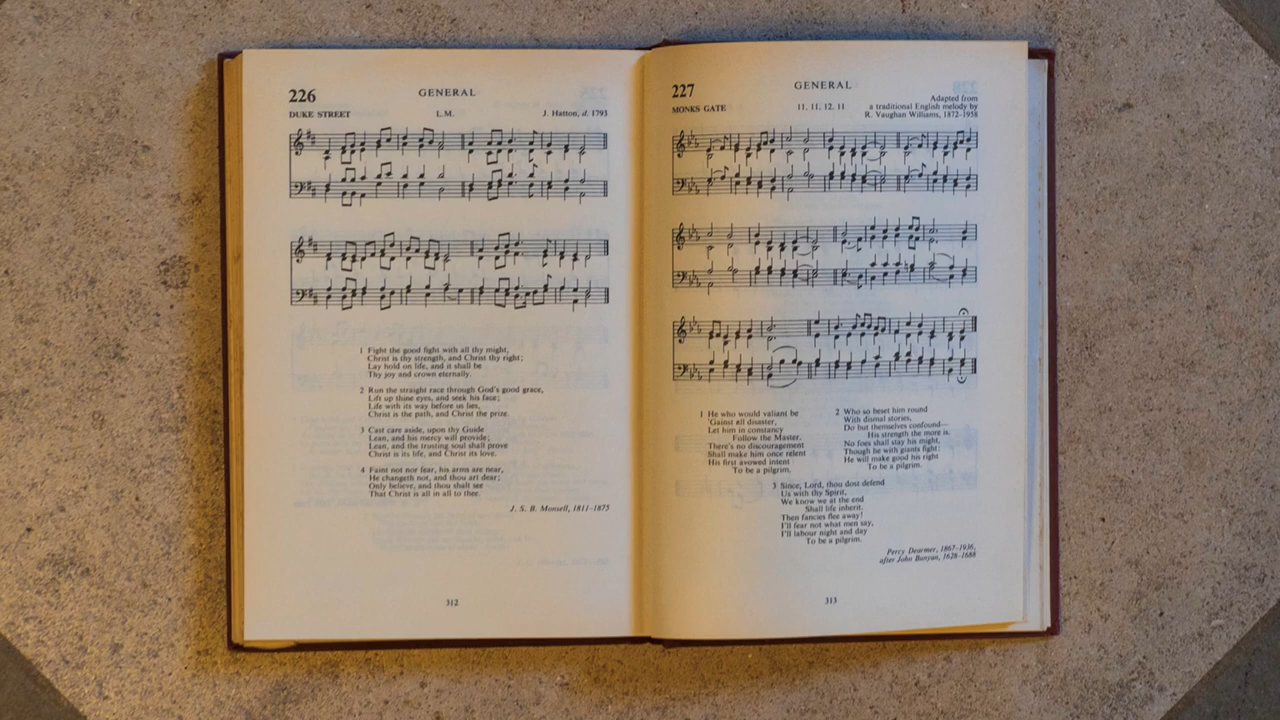 226
GENERAL
DUKE STREET L.M. J. Hatton, d. 1793
1 Fight the good fight with all thy might,
Christ is thy strength, and Christ thy right;
Lay hold on life, and it shall be
Thy joy and crown eternally.
2 Run the straight race through God's good grace,
Lift up thine eyes, and seek his face;
Life with its way before us lies,
Christ is the path, and Christ the prize.
3 Cast care aside, upon thy Guide
Lean, and his mercy will provide;
Lean, and the trusting soul shall prove
Christ is its life, and Christ its love.
4 Faint not nor fear, his arms are near,
He changeth not, and thou art dear;
Only believe, and thou shalt see
That Christ is all in all to thee.
J. S. B. Monsell, 1811–1875
312
227
GENERAL
MONKS GATE 11. 11. 12. 11
Adapted from
a traditional English melody by
R. Vaughan Williams, 1872–1958
1 He who would valiant be
'Gainst all disaster,
Let him in constancy
Follow the Master.
There's no discouragement
Shall make him once relent
His first avowed intent
To be a pilgrim.
2 Who so beset him round
With dismal stories,
Do but themselves confound—
His strength the more is.
No foes shall stay his might,
Though he with giants fight:
He will make good his right
To be a pilgrim.
3 Since, Lord, thou dost defend
Us with thy Spirit,
We know we at the end
Shall life inherit.
Then fancies flee away!
I'll fear not what men say,
I'll labour night and day
To be a pilgrim.
Percy Dearmer, 1867–1936,
after John Bunyan, 1628–1688
313